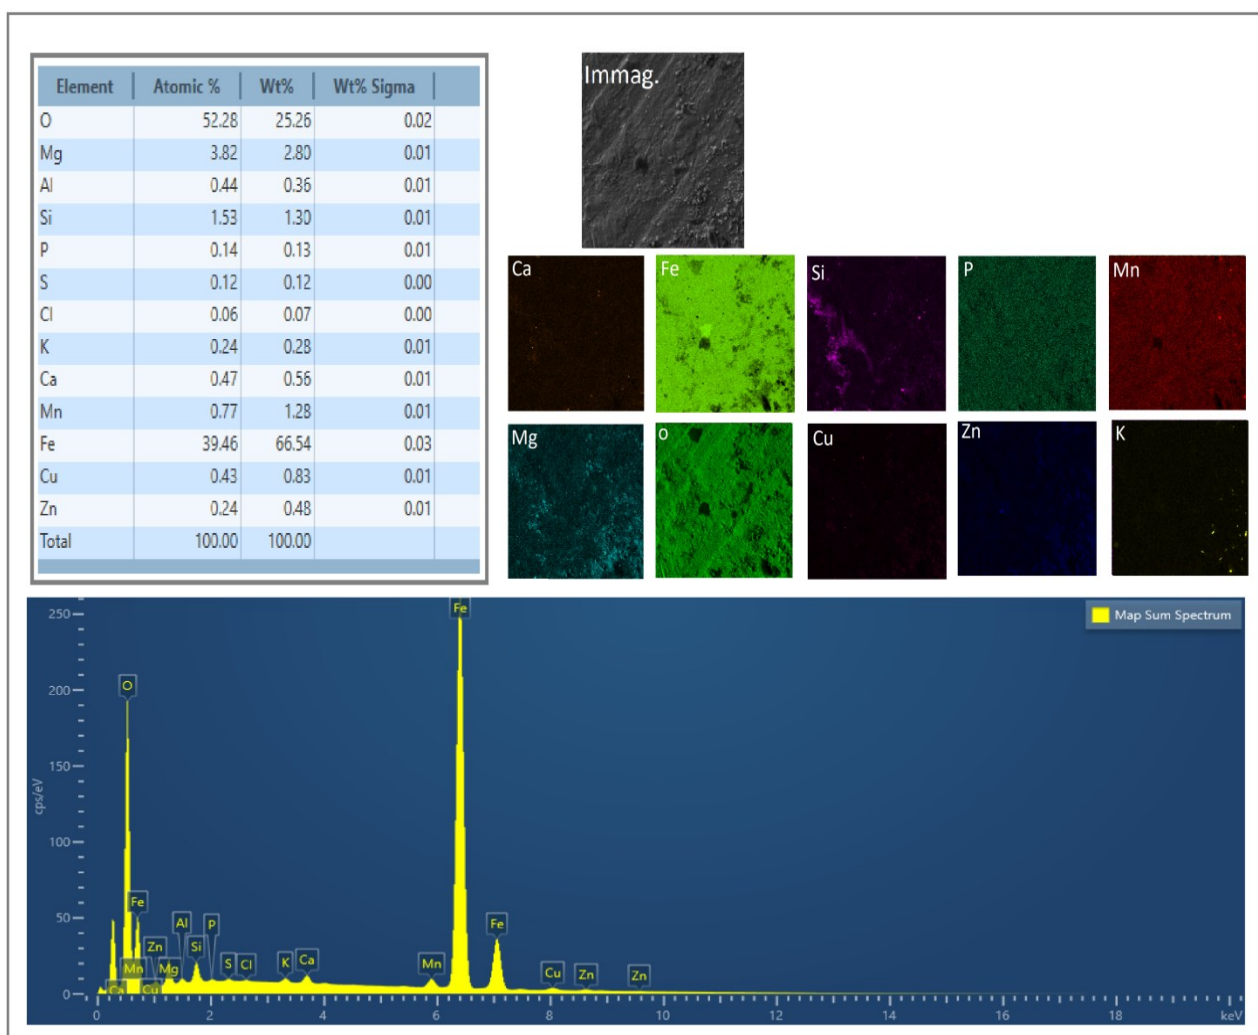 Element Atomic % Wt% Wt% Sigma
O 52.28 25.26 0.02
Mg 3.82 2.80 0.01
Al 0.44 0.36 0.01
Si 1.53 1.30 0.01
P 0.14 0.13 0.01
S 0.12 0.12 0.00
Cl 0.06 0.07 0.00
K 0.24 0.28 0.01
Ca 0.47 0.56 0.01
Mn 0.77 1.28 0.01
Fe 39.46 66.54 0.03
Cu 0.43 0.83 0.01
Zn 0.24 0.48 0.01
Total 100.00 100.00
Immag.
Ca Fe Si P Mn
Mg o Cu Zn K
Map Sum Spectrum
cps/eV
250
200
150
100
50
0
Fe
O
Fe
Fe
Al P
Zn Si
Mn Mg S Cl K Ca Mn
Ca Cu Cu Zn Zn
0 2 4 6 8 10 12 14 16 18 keV